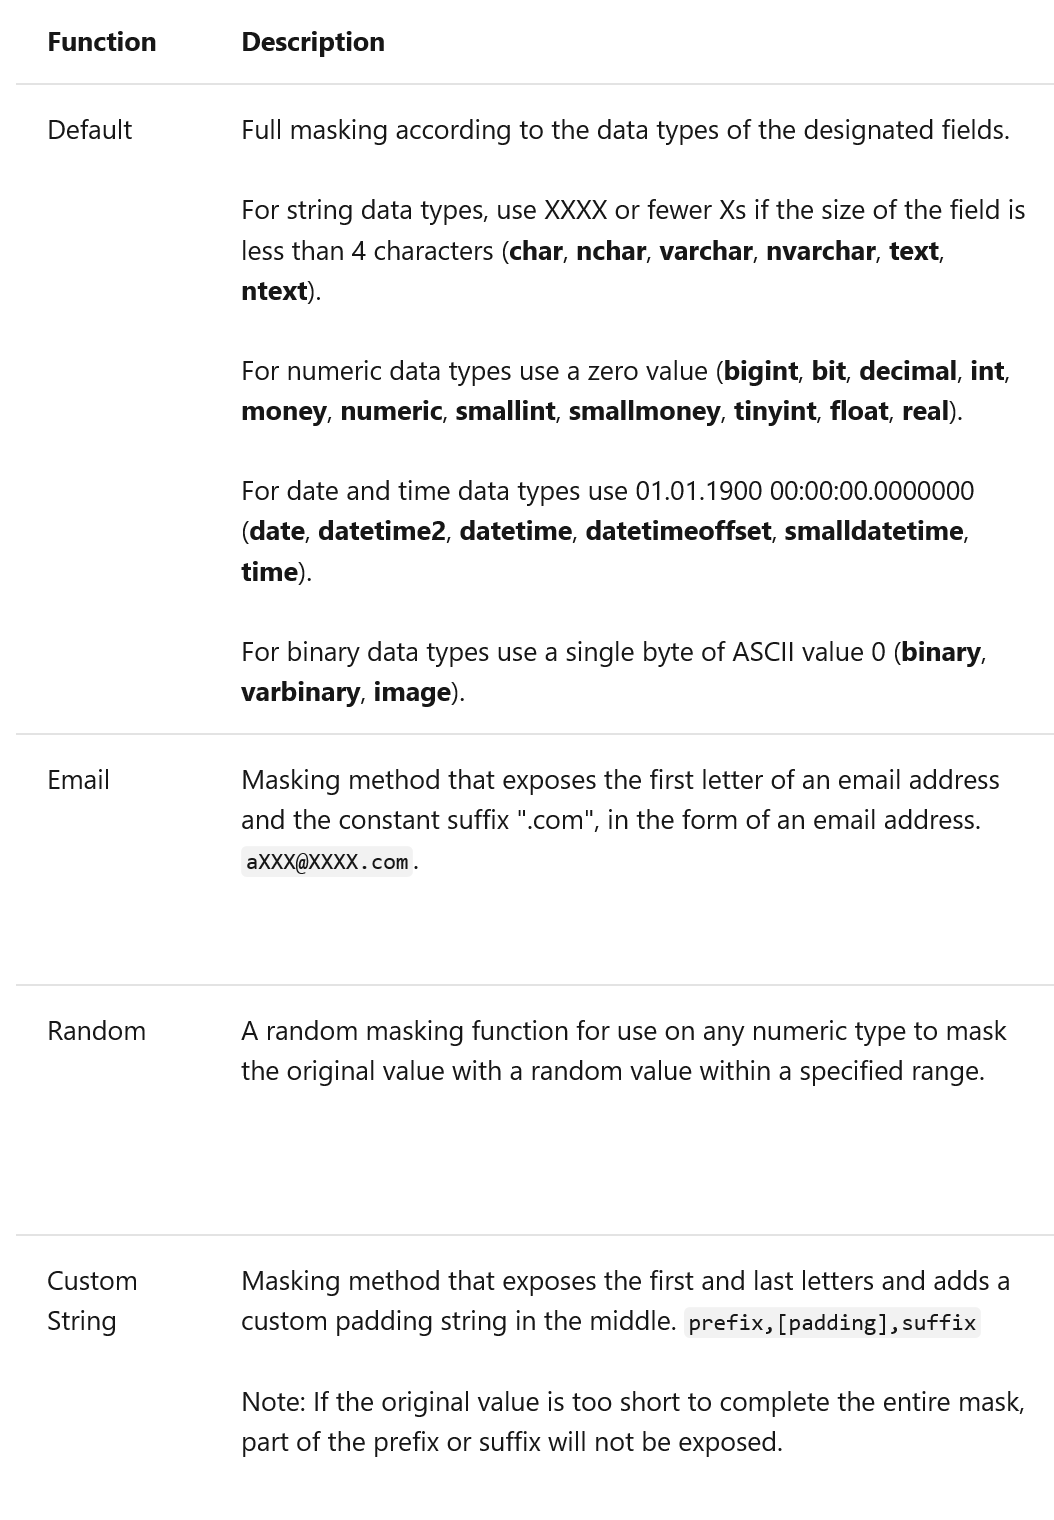 Function Description
Default Full masking according to the data types of the designated fields.
For string data types, use XXXX or fewer Xs if the size of the field is
less than 4 characters (char, nchar, varchar, nvarchar, text,
ntext).
For numeric data types use a zero value (bigint, bit, decimal, int,
money, numeric, smallint, smallmoney, tinyint, float, real).
For date and time data types use 01.01.1900 00:00:00.0000000
(date, datetime2, datetime, datetimeoffset, smalldatetime,
time).
For binary data types use a single byte of ASCII value 0 (binary,
varbinary, image).
Email Masking method that exposes the first letter of an email address
and the constant suffix ".com", in the form of an email address.
aXXX@XXXX.com.
Random A random masking function for use on any numeric type to mask
the original value with a random value within a specified range.
Custom Masking method that exposes the first and last letters and adds a
String custom padding string in the middle. prefix,[padding],suffix
Note: If the original value is too short to complete the entire mask,
part of the prefix or suffix will not be exposed.